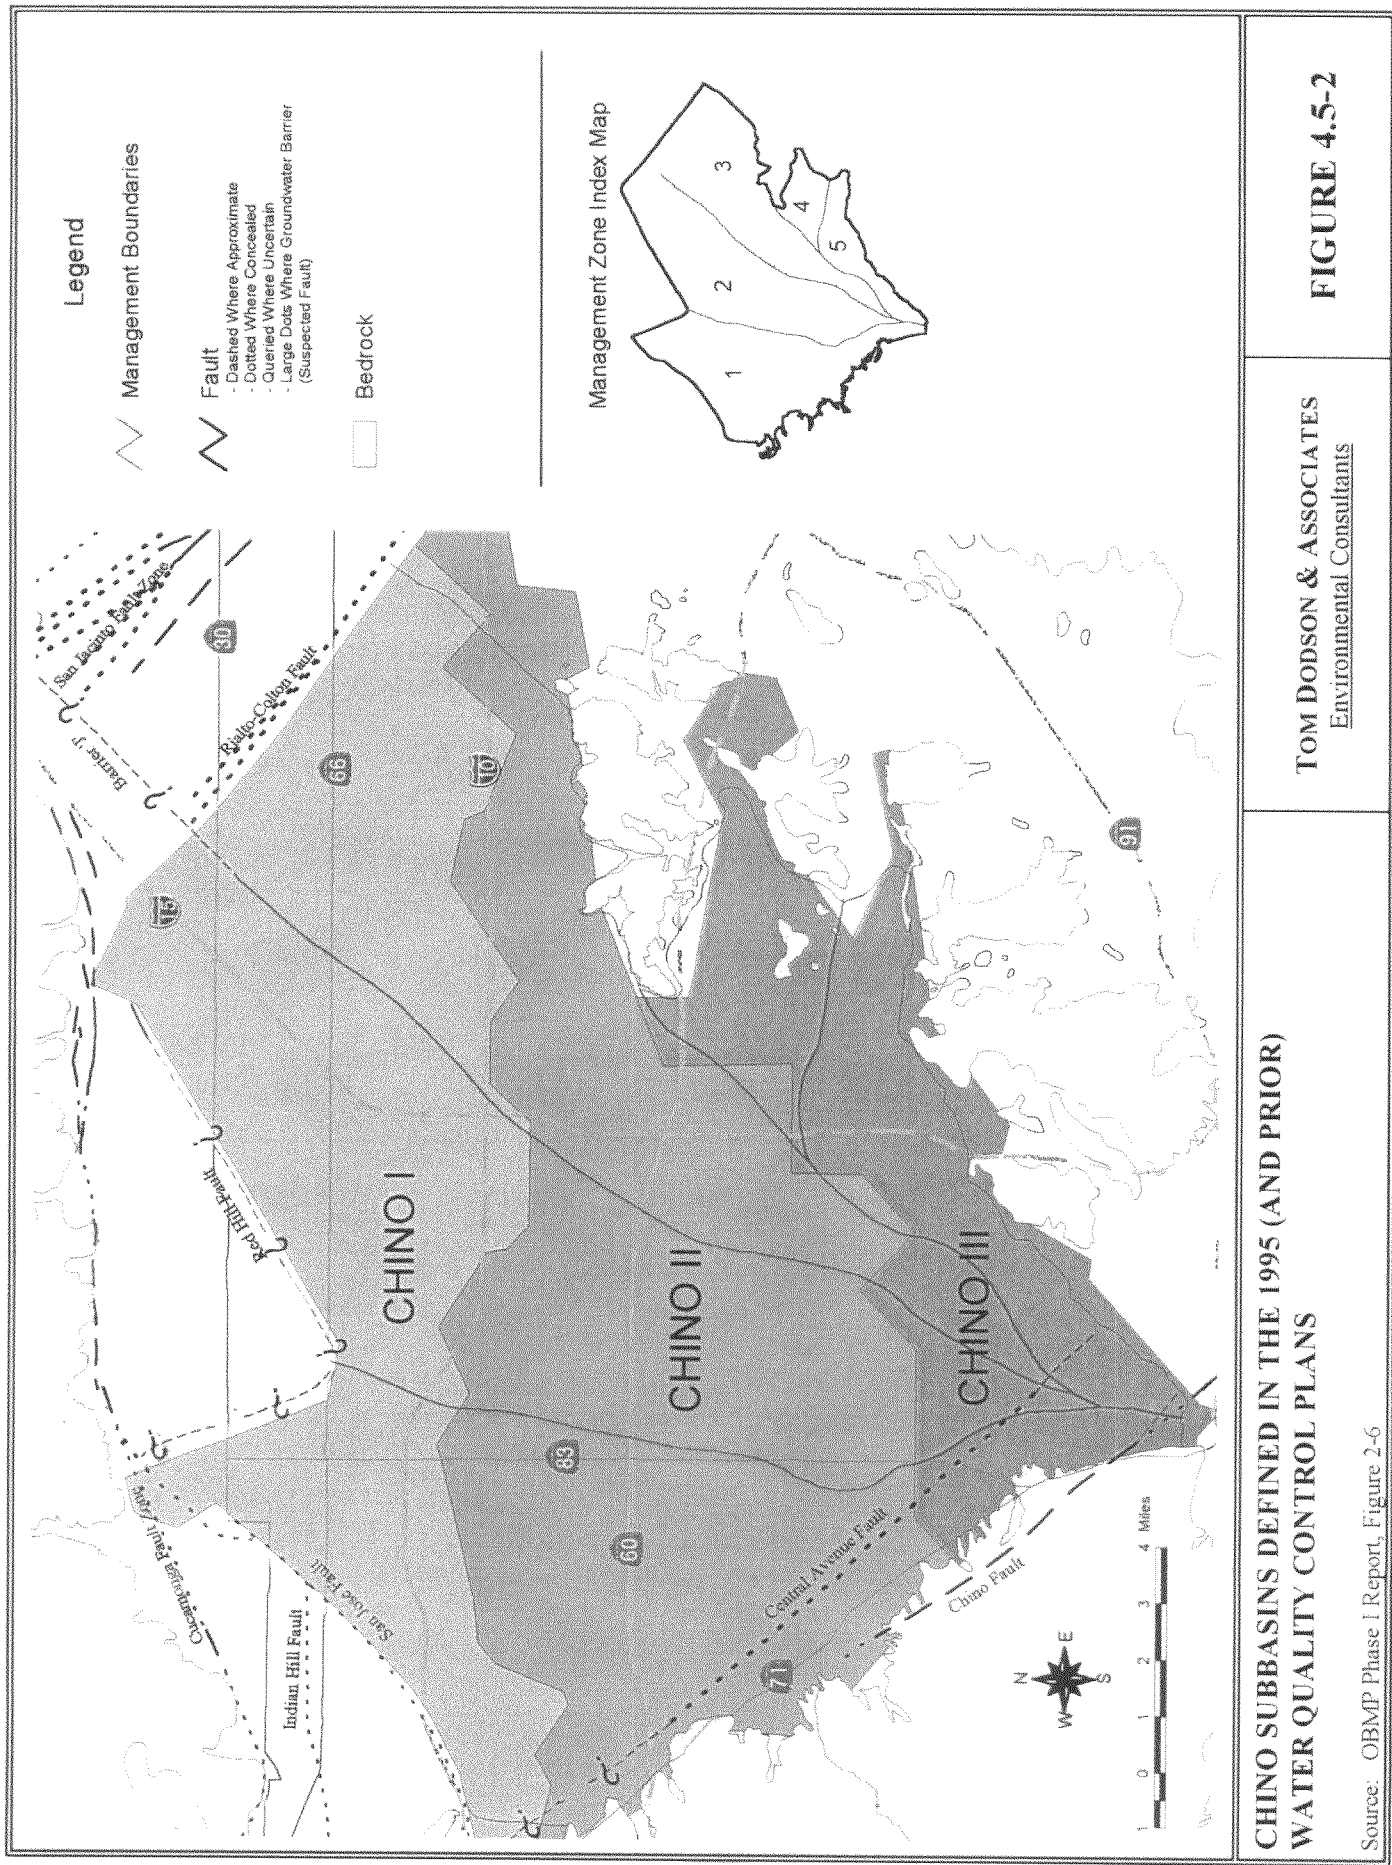 Legend
Management Boundaries
Fault
- Dashed Where Approximate
- Dotted Where Concealed
- Queried Where Uncertain
- Large Dots Where Groundwater Barrier
(Suspected Fault)
Bedrock
Management Zone Index Map
1
2
3
4
5
San Jacinto Fault Zone
Barrier "J"
Rialto-Colton Fault
Cucamonga Fault Zone
Red Hill Fault
Indian Hill Fault
San Jose Fault
Central Avenue Fault
Chino Fault
?
?
?
?
?
?
?
?
?
30
15
66
10
83
60
71
91
CHINO I
CHINO II
CHINO III
N
W
E
S
1 0 1 2 3 4 Miles
CHINO SUBBASINS DEFINED IN THE 1995 (AND PRIOR)
WATER QUALITY CONTROL PLANS
Source: OBMP Phase I Report, Figure 2-6
TOM DODSON & ASSOCIATES
Environmental Consultants
FIGURE 4.5-2